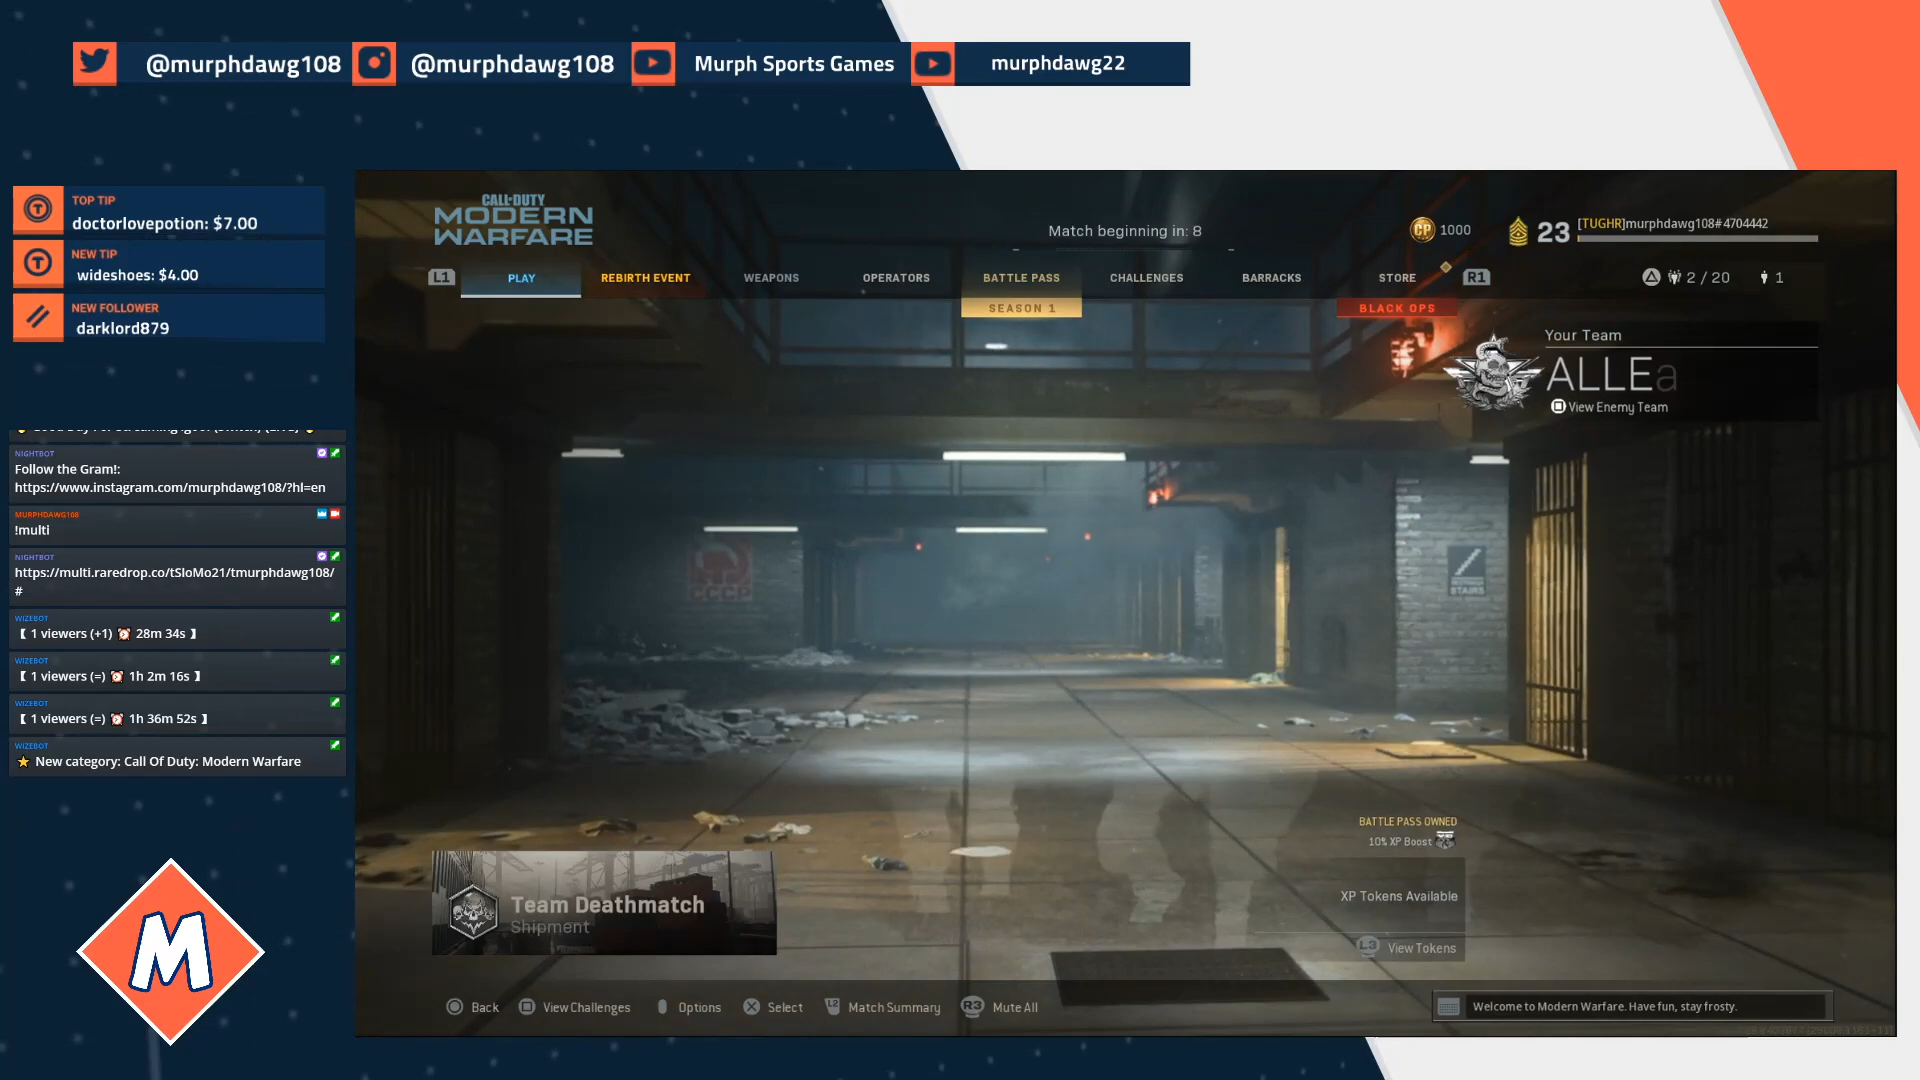 @murphdawg108
@murphdawg108
Murph Sports Games
murphdawg22
TOP TIP
doctorlovepotion: $7.00
NEW TIP
wideshoes: $4.00
NEW FOLLOWER
darklord879
NIGHTBOT
Follow the Gram!:
https://www.instagram.com/murphdawg108/?hl=en
MURPHDAWG108
!multi
NIGHTBOT
https://multi.raredrop.co/tSloMo21/tmurphdawg108/
#
WIZEBOT
【 1 viewers (+1) ⏰ 28m 34s 】
WIZEBOT
【 1 viewers (=) ⏰ 1h 2m 16s 】
WIZEBOT
【 1 viewers (=) ⏰ 1h 36m 52s 】
WIZEBOT
⭐ New category: Call Of Duty: Modern Warfare
M
CALL·DUTY
MODERN
WARFARE
Match beginning in: 8
CP 1000
23
[TUGHR]murphdawg108#4704442
L1
PLAY
REBIRTH EVENT
WEAPONS
OPERATORS
BATTLE PASS
CHALLENGES
BARRACKS
STORE
R1
2 / 20
1
SEASON 1
BLACK OPS
Your Team
ALLEa
View Enemy Team
CCCP
STAIRS
BATTLE PASS OWNED
10% XP Boost
XP Tokens Available
L3 View Tokens
Team Deathmatch
Shipment
Back
View Challenges
Options
Select
L2 Match Summary
R3 Mute All
Welcome to Modern Warfare. Have fun, stay frosty.